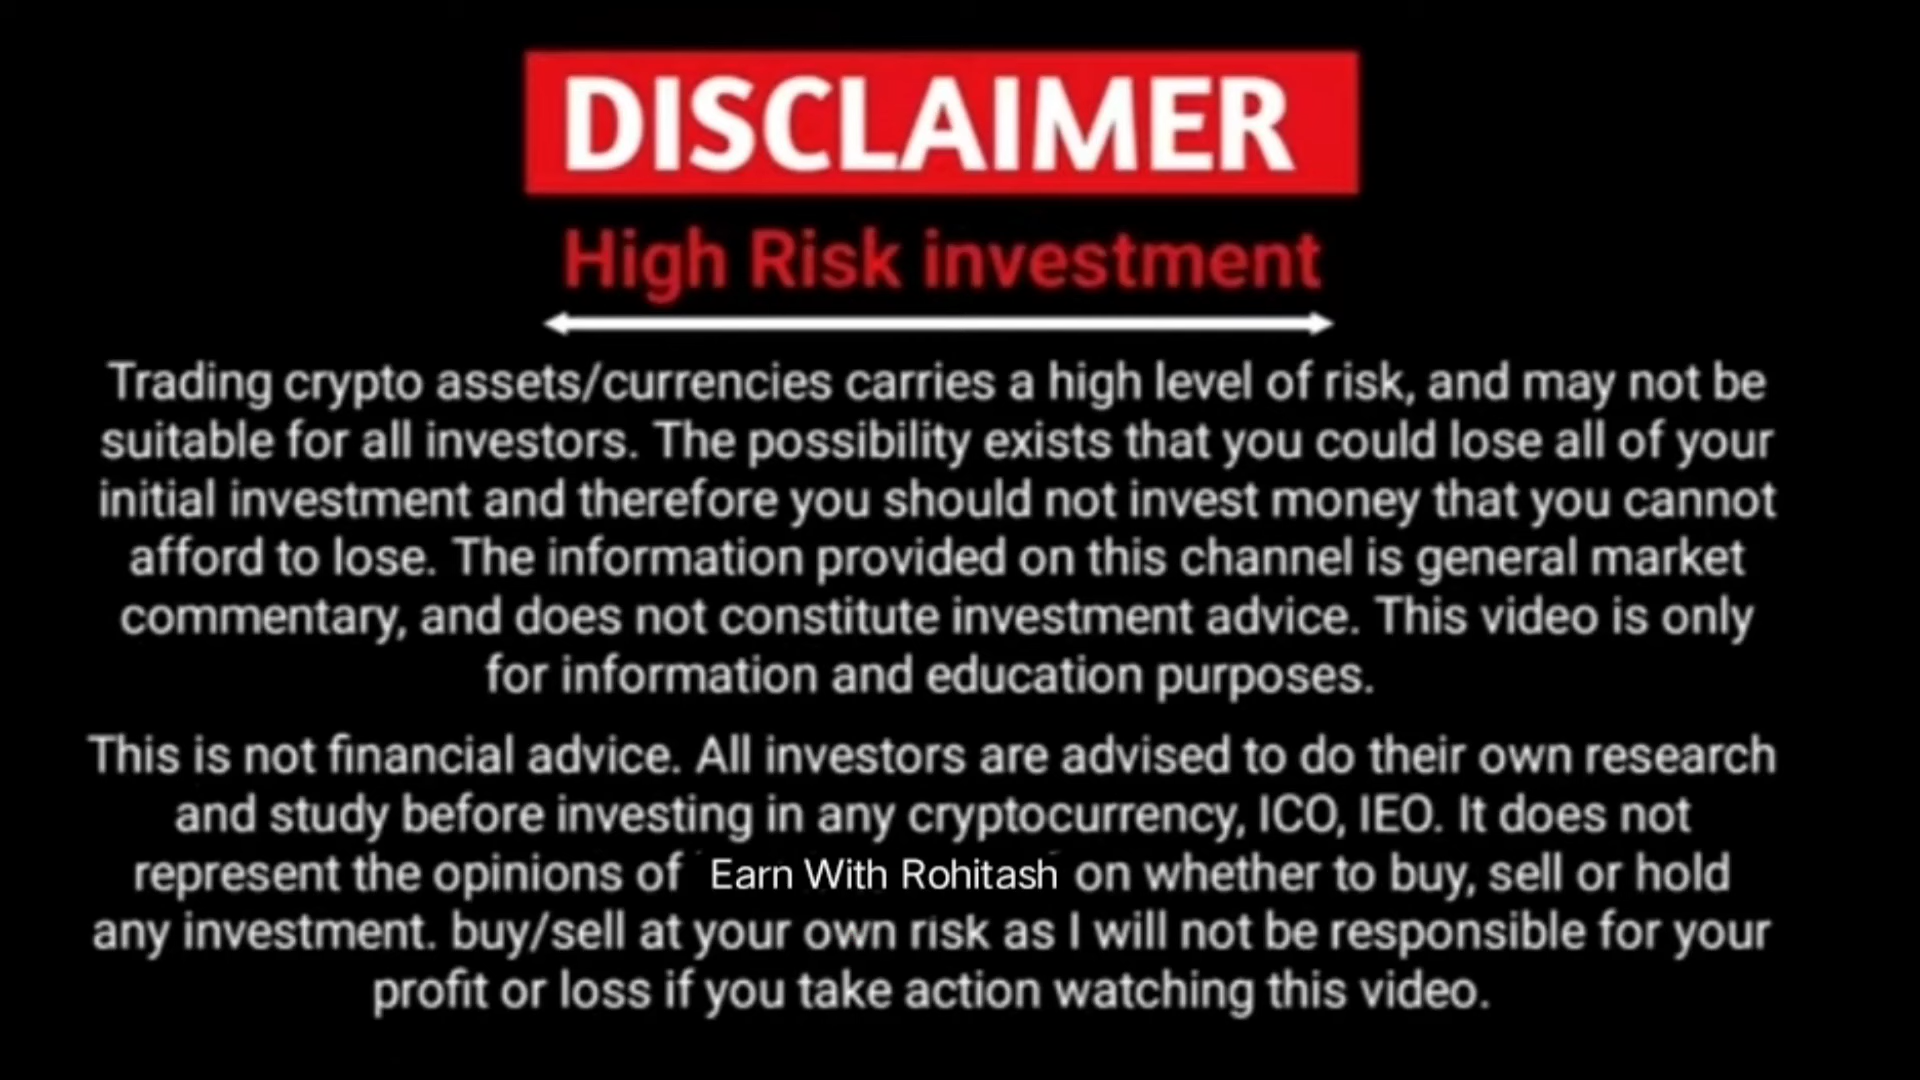 DISCLAIMER
High Risk investment
Trading crypto assets/currencies carries a high level of risk, and may not be
suitable for all investors. The possibility exists that you could lose all of your
initial investment and therefore you should not invest money that you cannot
afford to lose. The information provided on this channel is general market
commentary, and does not constitute investment advice. This video is only
for information and education purposes.
This is not financial advice. All investors are advised to do their own research
and study before investing in any cryptocurrency, ICO, IEO. It does not
represent the opinions of Earn With Rohitash on whether to buy, sell or hold
any investment. buy/sell at your own risk as I will not be responsible for your
profit or loss if you take action watching this video.